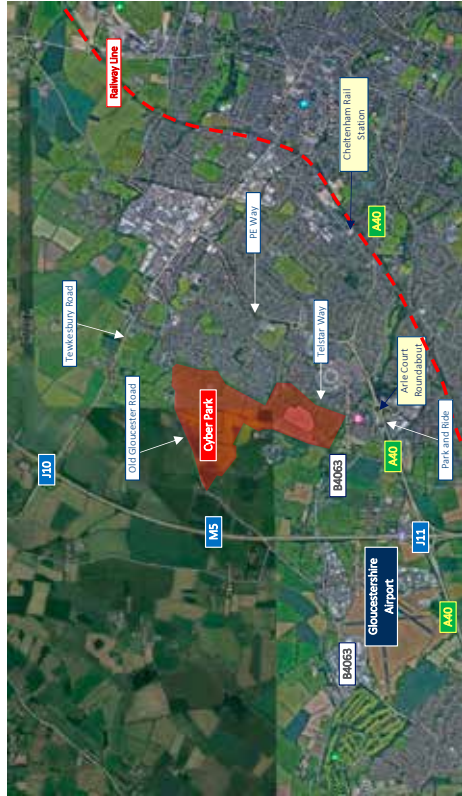 Railway Line
Cheltenham Rail
Station
A40
PE Way
Tewkesbury Road
Telstar Way
Arle Court
Roundabout
Old Gloucester Road
Cyber Park
Park and Ride
B4063
A40
J10
M5
J11
Gloucestershire
Airport
A40
B4063